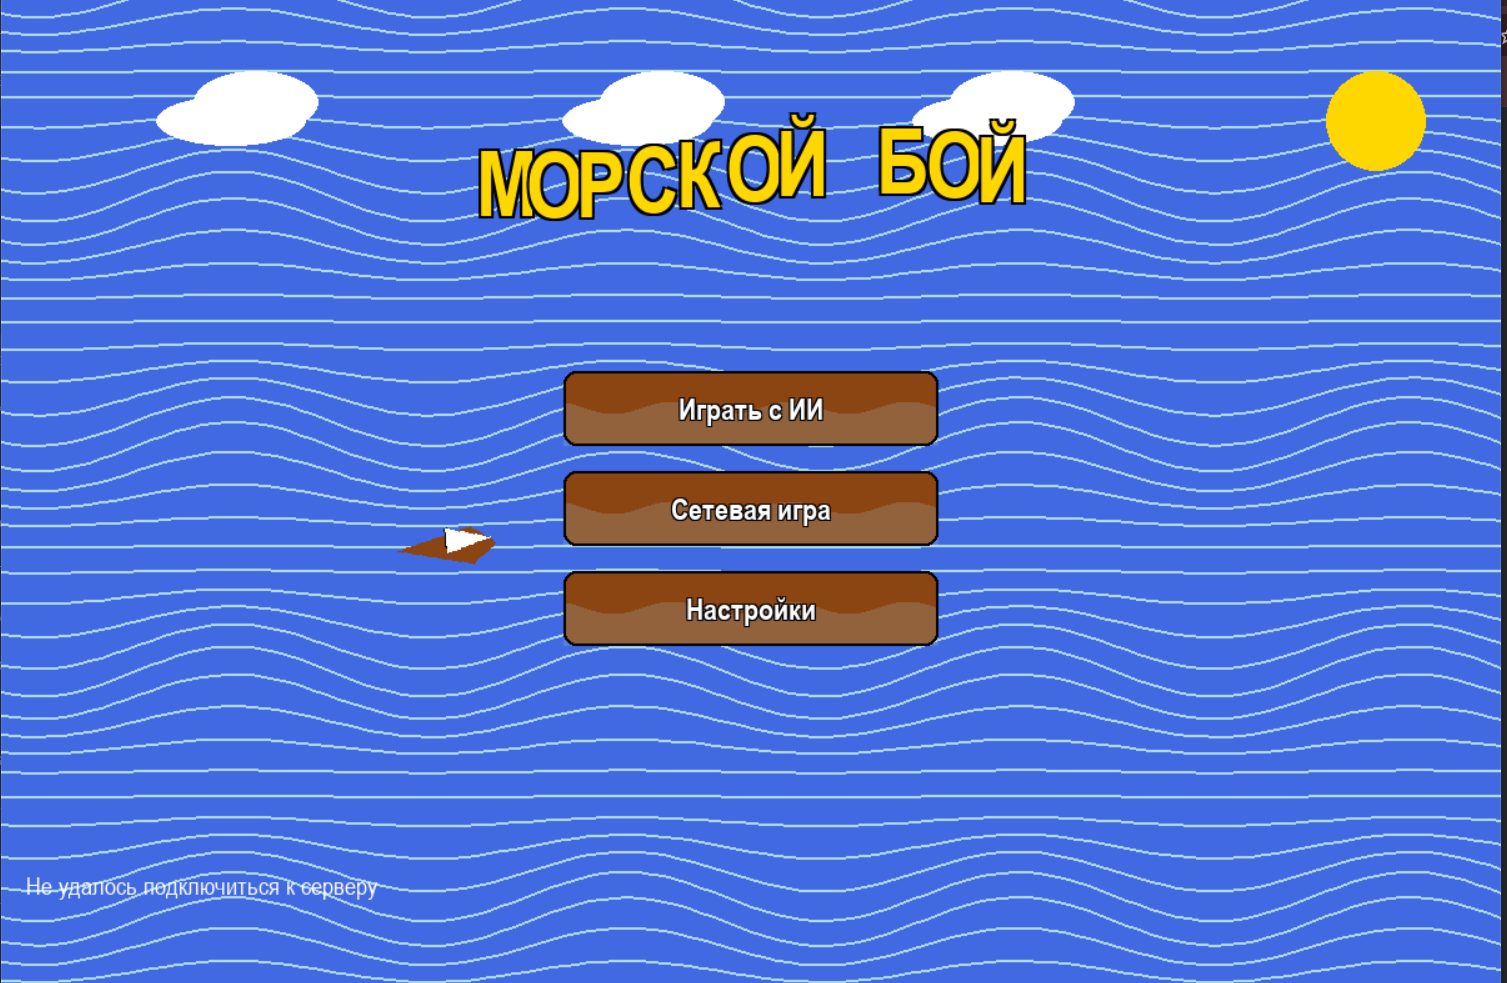 МОРСКОЙ БОЙ
Играть с ИИ
Сетевая игра
Настройки
Не удалось подключиться к серверу